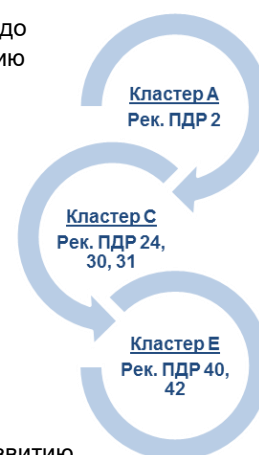 до
ию
Кластер А
Рек. ПДР 2
Кластер С
Рек. ПДР 24,
30, 31
Кластер Е
Рек. ПДР 40,
42
звитию